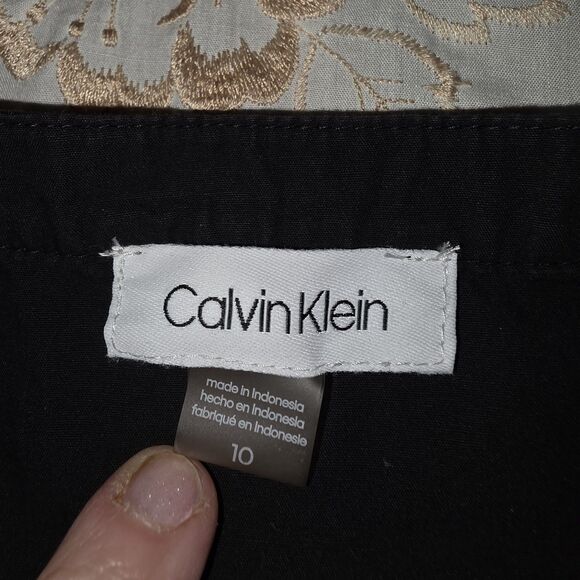 Calvin Klein
made in Indonesia
hecho en Indonesia
fabriqué en Indonesie
10